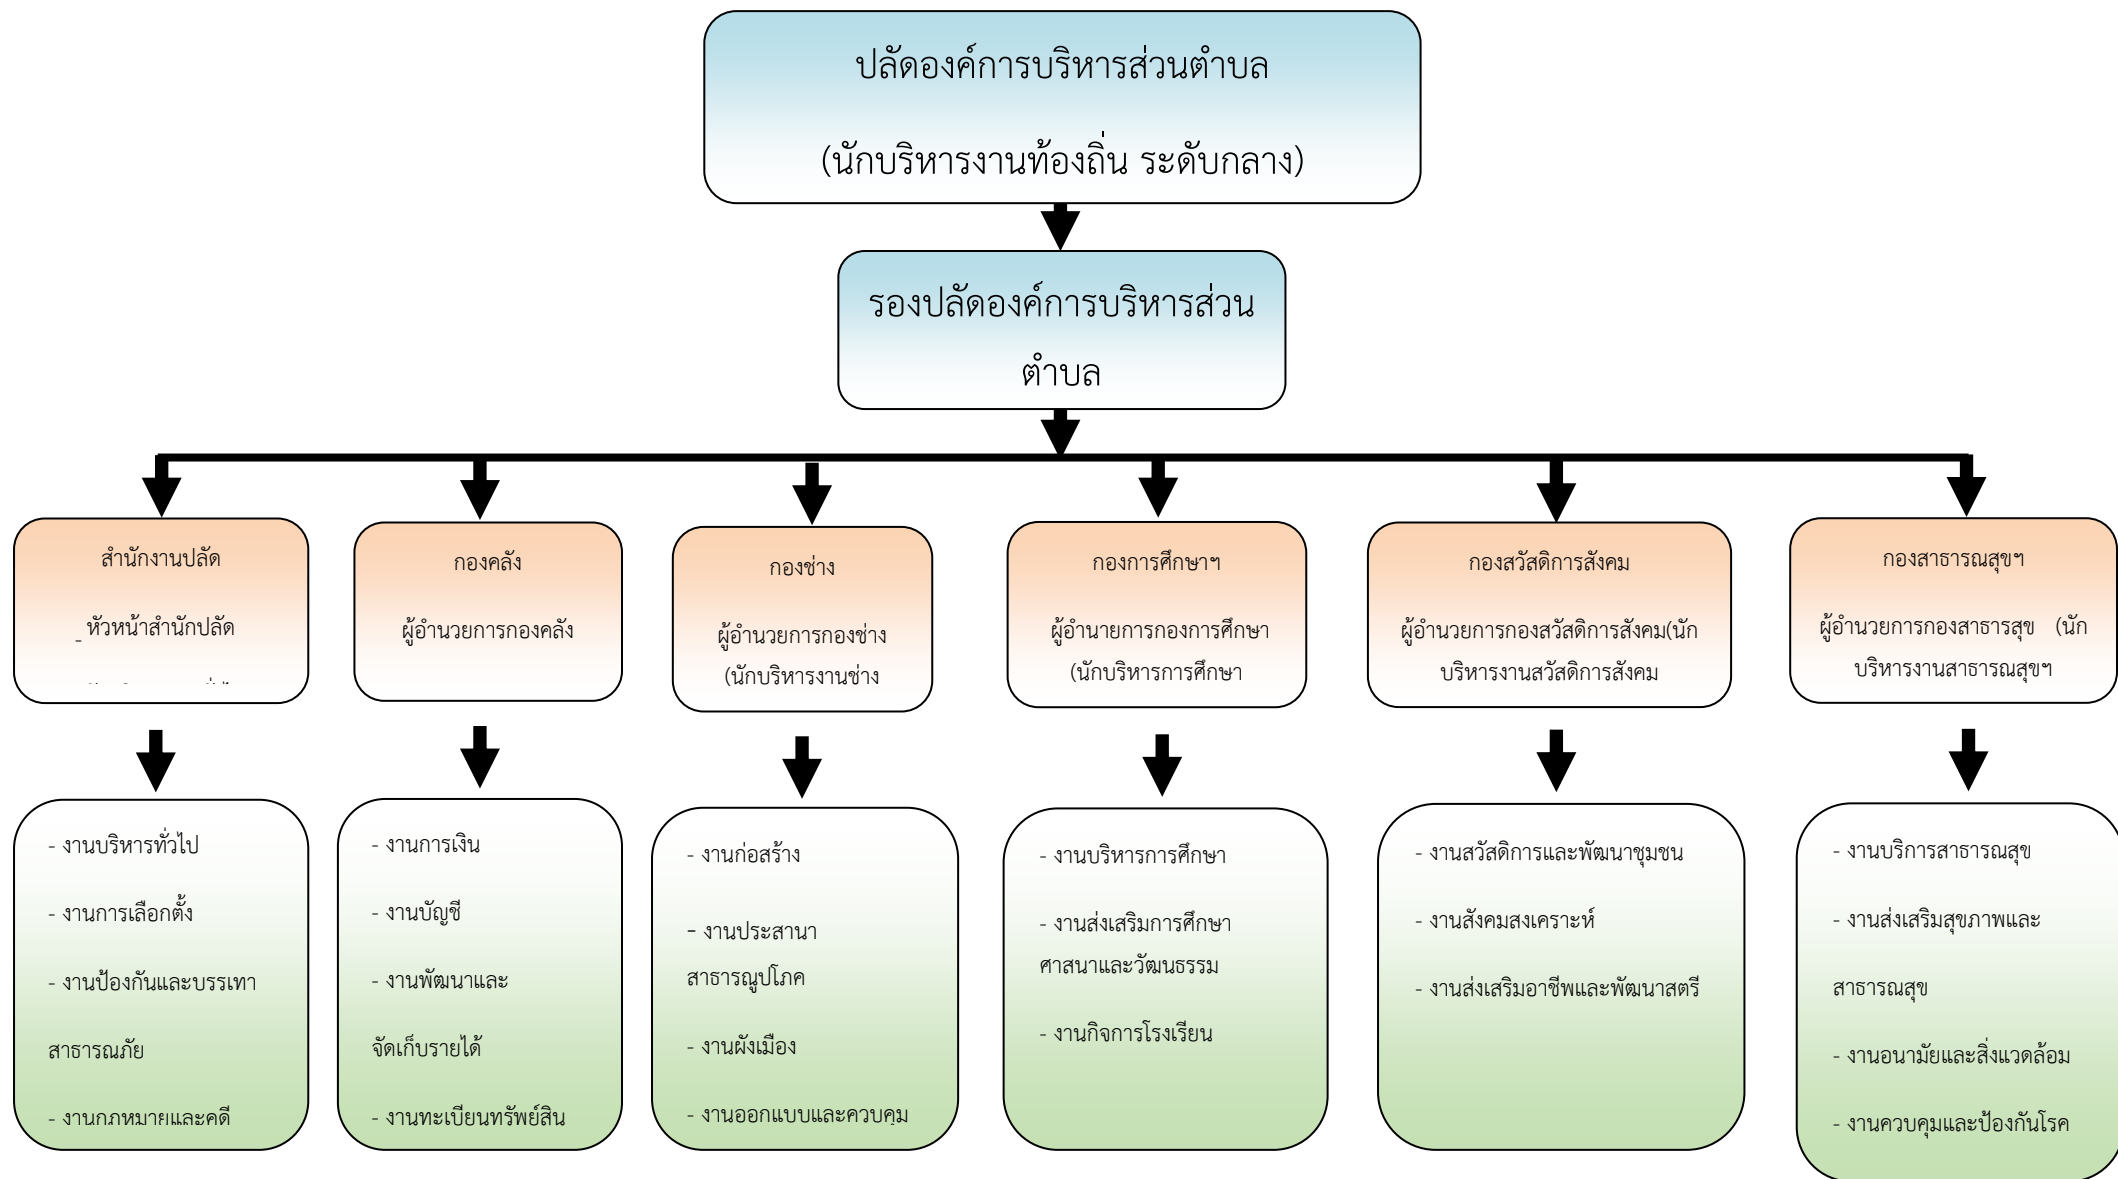 ปลัดองค์การบริหารส่วนตำบล
(นักบริหารงานท้องถิ่น ระดับกลาง)
รองปลัดองค์การบริหารส่วน
ตำบล
สำนักงานปลัด
หัวหน้าสำนักปลัด
-
กองคลัง
ผู้อำนวยการกองคลัง
กองช่าง
ผู้อำนวยการกองช่าง
(นักบริหารงานช่าง
กองการศึกษาฯ
ผู้อำนายการกองการศึกษา
(นักบริหารการศึกษา
กองสวัสดิการสังคม
ผู้อำนวยการกองสวัสดิการสังคม(นัก
บริหารงานสวัสดิการสังคม
กองสาธารณสุขฯ
ผู้อำนวยการกองสาธารสุข (นัก
บริหารงานสาธารณสุขฯ
- งานบริหารทั่วไป
- งานการเลือกตั้ง
- งานป้องกันและบรรเทา
สาธารณภัย
- งานกฎหมายและคดี
- งานการเงิน
- งานบัญชี
- งานพัฒนาและ
จัดเก็บรายได้
- งานทะเบียนทรัพย์สิน
- งานก่อสร้าง
- งานประสานา
สาธารณูปโภค
- งานผังเมือง
- งานออกแบบและควบคุม
- งานบริหารการศึกษา
- งานส่งเสริมการศึกษา
ศาสนาและวัฒนธรรม
- งานกิจการโรงเรียน
- งานสวัสดิการและพัฒนาชุมชน
- งานสังคมสงเคราะห์
- งานส่งเสริมอาชีพและพัฒนาสตรี
- งานบริการสาธารณสุข
- งานส่งเสริมสุขภาพและ
สาธารณสุข
- งานอนามัยและสิ่งแวดล้อม
- งานควบคุมและป้องกันโรค